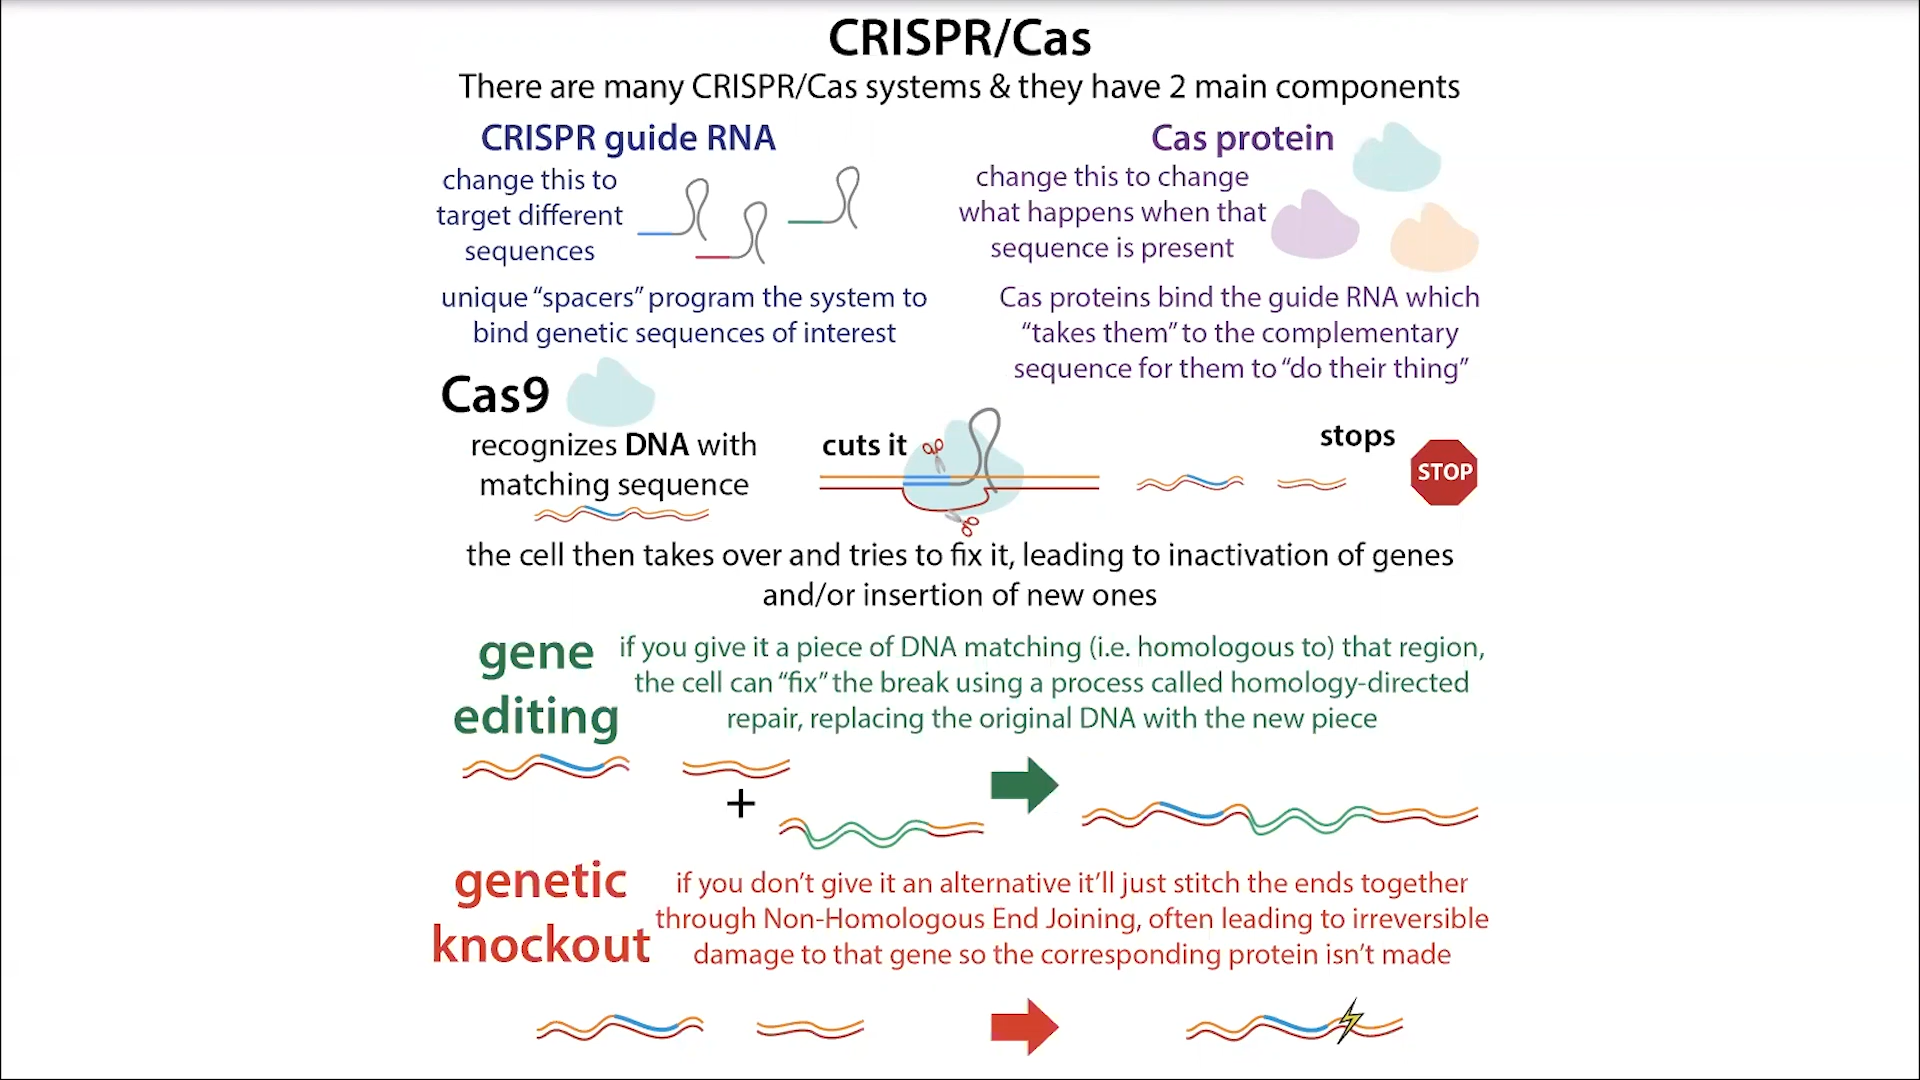 CRISPR/Cas
There are many CRISPR/Cas systems & they have 2 main components
CRISPR guide RNA
change this to
target different
sequences
unique “spacers” program the system to
bind genetic sequences of interest
Cas protein
change this to change
what happens when that
sequence is present
Cas proteins bind the guide RNA which
“takes them” to the complementary
sequence for them to “do their thing”
Cas9
recognizes DNA with
matching sequence
cuts it
stops
STOP
the cell then takes over and tries to fix it, leading to inactivation of genes
and/or insertion of new ones
gene
editing
if you give it a piece of DNA matching (i.e. homologous to) that region,
the cell can “fix” the break using a process called homology-directed
repair, replacing the original DNA with the new piece
+
genetic
knockout
if you don’t give it an alternative it’ll just stitch the ends together
through Non-Homologous End Joining, often leading to irreversible
damage to that gene so the corresponding protein isn’t made